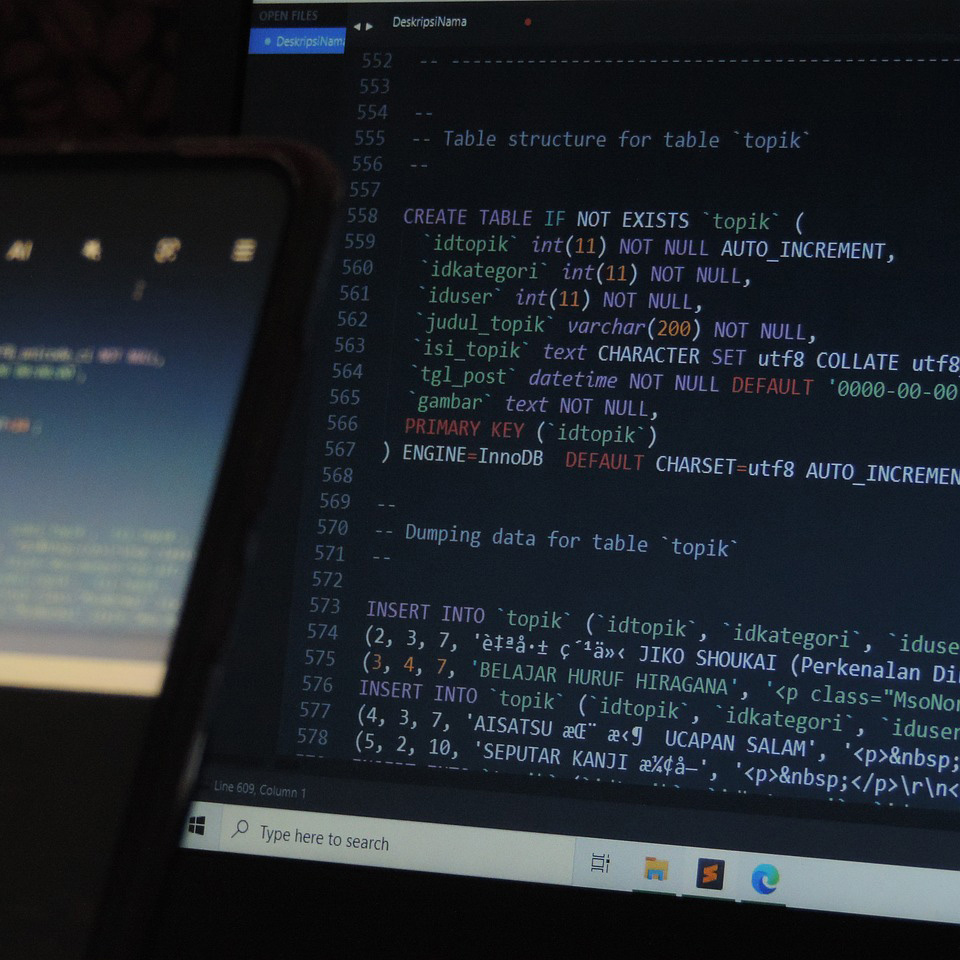 OPEN FILES
DeskripsiNama
DeskripsiNama
552 -- --------------------------------------------
553
554 --
555 -- Table structure for table `topik`
556 --
557
558 CREATE TABLE IF NOT EXISTS `topik` (
559 `idtopik` int(11) NOT NULL AUTO_INCREMENT,
560 `idkategori` int(11) NOT NULL,
561 `iduser` int(11) NOT NULL,
562 `judul_topik` varchar(200) NOT NULL,
563 `isi_topik` text CHARACTER SET utf8 COLLATE utf8
564 `tgl_post` datetime NOT NULL DEFAULT '0000-00-00
565 `gambar` text NOT NULL,
566 PRIMARY KEY (`idtopik`)
567 ) ENGINE=InnoDB DEFAULT CHARSET=utf8 AUTO_INCREMEN
568
569 --
570 -- Dumping data for table `topik`
571 --
572
573 INSERT INTO `topik` (`idtopik`, `idkategori`, `iduse
574 (2, 3, 7, 'è‡ªå·± ç´¹ä»‹ JIKO SHOUKAI (Perkenalan Di
575 (3, 4, 7, 'BELAJAR HURUF HIRAGANA', '<p class="MsoNor
576 INSERT INTO `topik` (`idtopik`, `idkategori`, `iduser
577 (4, 3, 7, 'AISATSU æŒ¨ æ‹¶ UCAPAN SALAM', '<p>&nbsp;
578 (5, 2, 10, 'SEPUTAR KANJI æ¼¢å–', '<p>&nbsp;</p>\r\n<
Line 609, Column 1
Type here to search
NOT NULL,